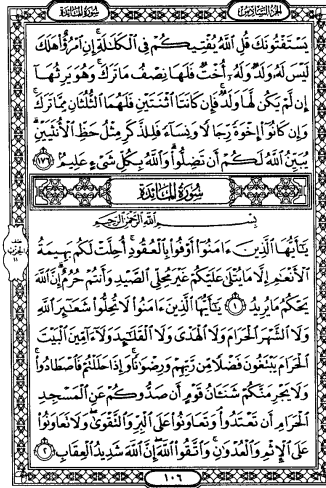 الجزء السادس
سورة المائدة
يَسْتَفْتُونَكَ قُلِ ٱللَّهُ يُفْتِيكُمْ فِي ٱلْكَلَٰلَةِ إِنِ ٱمْرُؤٌا۟ هَلَكَ
لَيْسَ لَهُۥ وَلَدٌ وَلَهُۥٓ أُخْتٌ فَلَهَا نِصْفُ مَا تَرَكَ وَهُوَ يَرِثُهَآ
إِن لَّمْ يَكُن لَّهَا وَلَدٌ فَإِن كَانَتَا ٱثْنَتَيْنِ فَلَهُمَا ٱلثُّلُثَانِ مِمَّا تَرَكَ
وَإِن كَانُوٓا۟ إِخْوَةً رِّجَالًا وَنِسَآءً فَلِلذَّكَرِ مِثْلُ حَظِّ ٱلْأُنثَيَيْنِ
يُبَيِّنُ ٱللَّهُ لَكُمْ أَن تَضِلُّوا۟ وَٱللَّهُ بِكُلِّ شَىْءٍ عَلِيمٌ ١٧٦
سورة المائدة
بِسْمِ ٱللَّهِ ٱلرَّحْمَٰنِ ٱلرَّحِيمِ
يَٰٓأَيُّهَا ٱلَّذِينَ ءَامَنُوٓا۟ أَوْفُوا۟ بِٱلْعُقُودِ أُحِلَّتْ لَكُم بَهِيمَةُ
ٱلْأَنْعَٰمِ إِلَّا مَا يُتْلَىٰ عَلَيْكُمْ غَيْرَ مُحِلِّى ٱلصَّيْدِ وَأَنتُمْ حُرُمٌ إِنَّ ٱللَّهَ
يَحْكُمُ مَا يُرِيدُ ١ يَٰٓأَيُّهَا ٱلَّذِينَ ءَامَنُوا۟ لَا تُحِلُّوا۟ شَعَٰٓئِرَ ٱللَّهِ
وَلَا ٱلشَّهْرَ ٱلْحَرَامَ وَلَا ٱلْهَدْىَ وَلَا ٱلْقَلَٰٓئِدَ وَلَآ ءَآمِّينَ ٱلْبَيْتَ
ٱلْحَرَامَ يَبْتَغُونَ فَضْلًا مِّن رَّبِّهِمْ وَرِضْوَٰنًا وَإِذَا حَلَلْتُمْ فَٱصْطَادُوا۟
وَلَا يَجْرِمَنَّكُمْ شَنَـَٔانُ قَوْمٍ أَن صَدُّوكُمْ عَنِ ٱلْمَسْجِدِ
ٱلْحَرَامِ أَن تَعْتَدُوا۟ وَتَعَاوَنُوا۟ عَلَى ٱلْبِرِّ وَٱلتَّقْوَىٰ وَلَا تَعَاوَنُوا۟
عَلَى ٱلْإِثْمِ وَٱلْعُدْوَٰنِ وَٱتَّقُوا۟ ٱللَّهَ إِنَّ ٱللَّهَ شَدِيدُ ٱلْعِقَابِ ٢
١٠٦